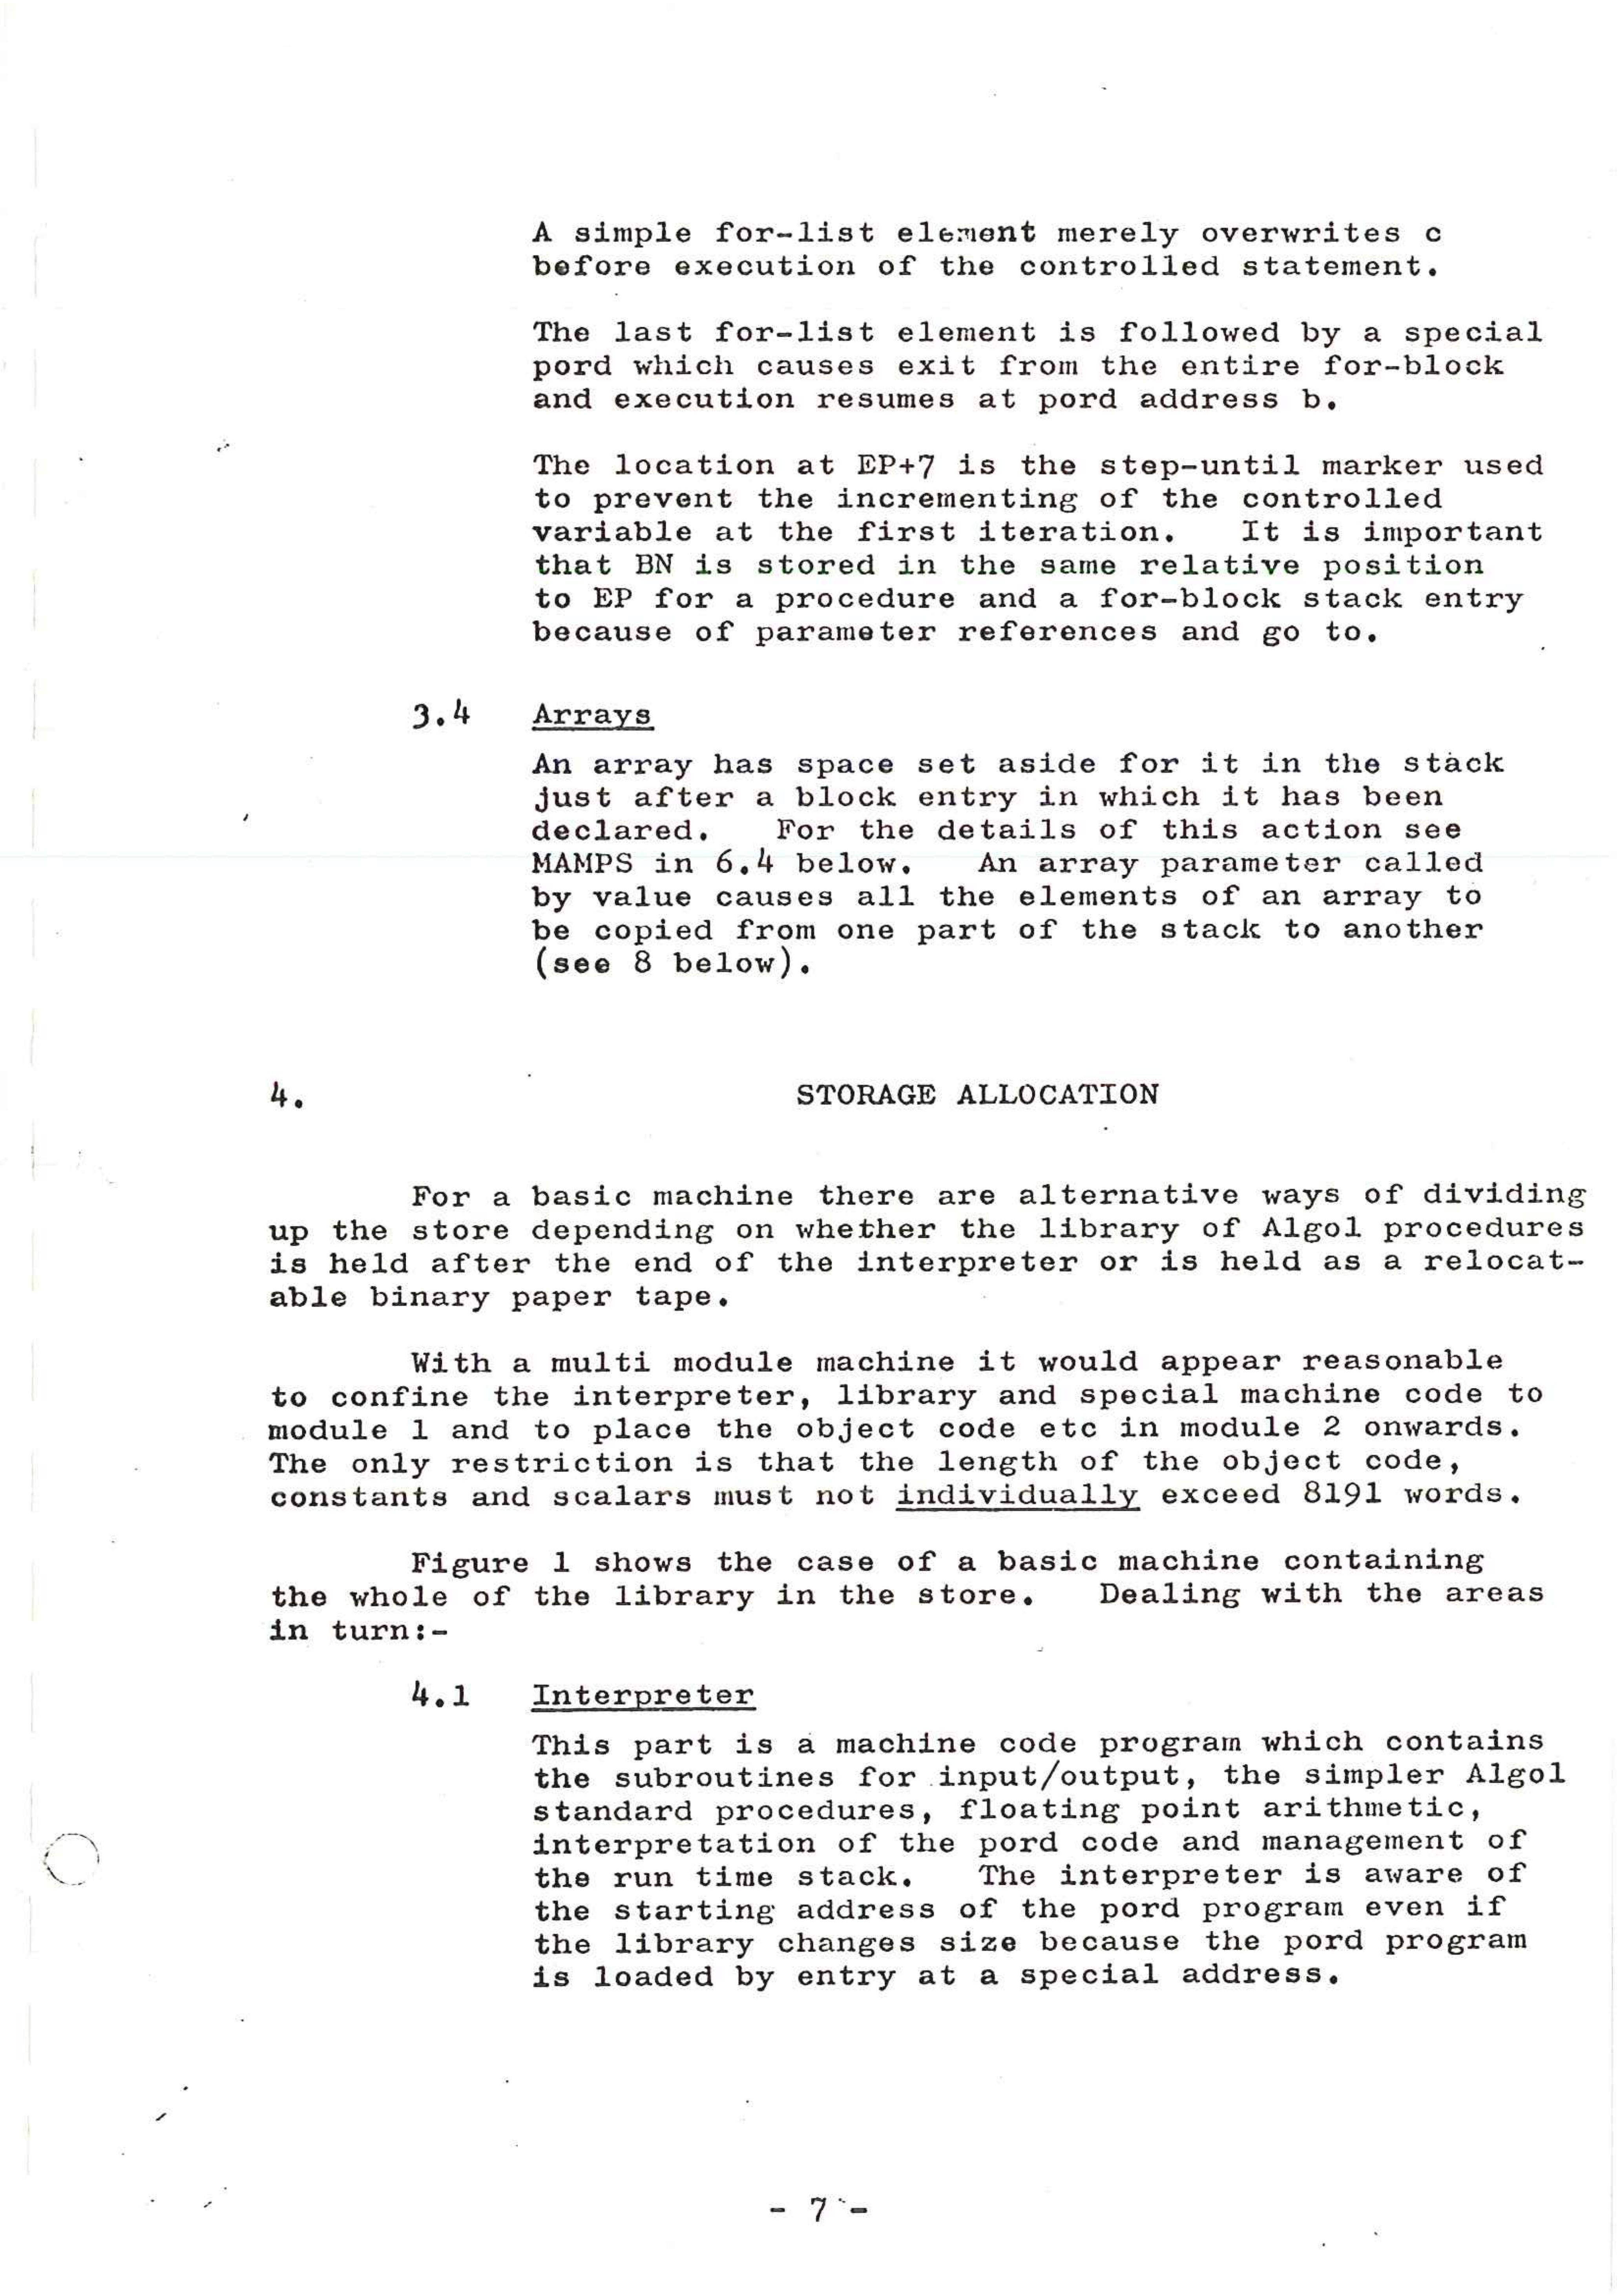 A simple for-list element merely overwrites c
before execution of the controlled statement.
The last for-list element is followed by a special
pord which causes exit from the entire for-block
and execution resumes at pord address b.
The location at EP+7 is the step-until marker used
to prevent the incrementing of the controlled
variable at the first iteration. It is important
that BN is stored in the same relative position
to EP for a procedure and a for-block stack entry
because of parameter references and go to.
3.4 Arrays
An array has space set aside for it in the stack
just after a block entry in which it has been
declared. For the details of this action see
MAMPS in 6.4 below. An array parameter called
by value causes all the elements of an array to
be copied from one part of the stack to another
(see 8 below).
4. STORAGE ALLOCATION
For a basic machine there are alternative ways of dividing
up the store depending on whether the library of Algol procedures
is held after the end of the interpreter or is held as a relocat-
able binary paper tape.
With a multi module machine it would appear reasonable
to confine the interpreter, library and special machine code to
module 1 and to place the object code etc in module 2 onwards.
The only restriction is that the length of the object code,
constants and scalars must not individually exceed 8191 words.
Figure 1 shows the case of a basic machine containing
the whole of the library in the store. Dealing with the areas
in turn:-
4.1 Interpreter
This part is a machine code program which contains
the subroutines for input/output, the simpler Algol
standard procedures, floating point arithmetic,
interpretation of the pord code and management of
the run time stack. The interpreter is aware of
the starting address of the pord program even if
the library changes size because the pord program
is loaded by entry at a special address.
- 7 -